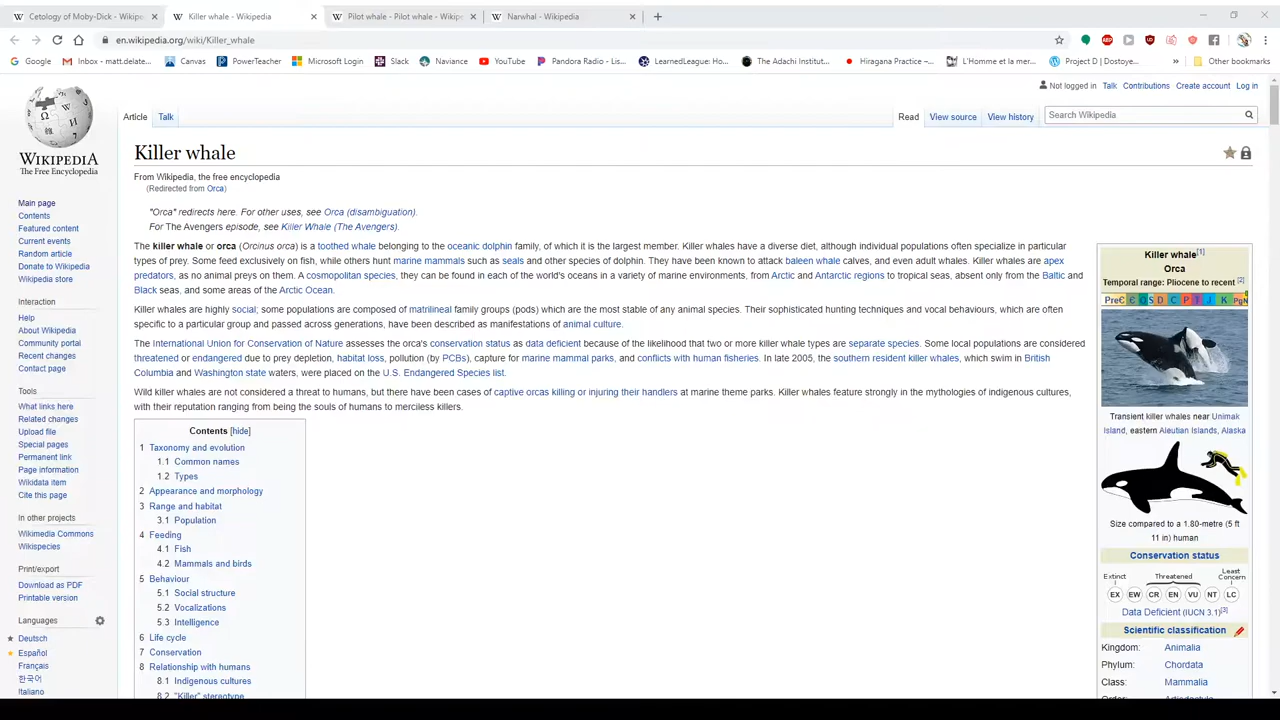 Cetology of Moby-Dick - Wikipe
Killer whale - Wikipedia
Pilot whale - Pilot whale - Wikipe
Narwhal - Wikipedia
en.wikipedia.org/wiki/Killer_whale
Google
Inbox - matt.delate...
Canvas
PowerTeacher
Microsoft Login
Slack
Naviance
YouTube
Pandora Radio - Lis...
LearnedLeague: Ho...
The Adachi Institut...
Hiragana Practice –...
L'Homme et la mer...
Project D | Dostoye...
»
Other bookmarks
Not logged in Talk Contributions Create account Log in
Article Talk
Read View source View history
Search Wikipedia
WIKIPEDIA
The Free Encyclopedia
Main page
Contents
Featured content
Current events
Random article
Donate to Wikipedia
Wikipedia store
Interaction
Help
About Wikipedia
Community portal
Recent changes
Contact page
Tools
What links here
Related changes
Upload file
Special pages
Permanent link
Page information
Wikidata item
Cite this page
In other projects
Wikimedia Commons
Wikispecies
Print/export
Download as PDF
Printable version
Languages
Deutsch
Español
Français
한국어
Italiano
Killer whale
From Wikipedia, the free encyclopedia
(Redirected from Orca)
"Orca" redirects here. For other uses, see Orca (disambiguation).
For The Avengers episode, see Killer Whale (The Avengers).
The killer whale or orca (Orcinus orca) is a toothed whale belonging to the oceanic dolphin family, of which it is the largest member. Killer whales have a diverse diet, although individual populations often specialize in particular
types of prey. Some feed exclusively on fish, while others hunt marine mammals such as seals and other species of dolphin. They have been known to attack baleen whale calves, and even adult whales. Killer whales are apex
predators, as no animal preys on them. A cosmopolitan species, they can be found in each of the world's oceans in a variety of marine environments, from Arctic and Antarctic regions to tropical seas, absent only from the Baltic and
Black seas, and some areas of the Arctic Ocean.
Killer whales are highly social; some populations are composed of matrilineal family groups (pods) which are the most stable of any animal species. Their sophisticated hunting techniques and vocal behaviours, which are often
specific to a particular group and passed across generations, have been described as manifestations of animal culture.
The International Union for Conservation of Nature assesses the orca's conservation status as data deficient because of the likelihood that two or more killer whale types are separate species. Some local populations are considered
threatened or endangered due to prey depletion, habitat loss, pollution (by PCBs), capture for marine mammal parks, and conflicts with human fisheries. In late 2005, the southern resident killer whales, which swim in British
Columbia and Washington state waters, were placed on the U.S. Endangered Species list.
Wild killer whales are not considered a threat to humans, but there have been cases of captive orcas killing or injuring their handlers at marine theme parks. Killer whales feature strongly in the mythologies of indigenous cultures,
with their reputation ranging from being the souls of humans to merciless killers.
Contents [hide]
1 Taxonomy and evolution
1.1 Common names
1.2 Types
2 Appearance and morphology
3 Range and habitat
3.1 Population
4 Feeding
4.1 Fish
4.2 Mammals and birds
5 Behaviour
5.1 Social structure
5.2 Vocalizations
5.3 Intelligence
6 Life cycle
7 Conservation
8 Relationship with humans
8.1 Indigenous cultures
8.2 "Killer" stereotype
Killer whale[1]
Orca
Temporal range: Pliocene to recent [2]
PreꞒ Ꞓ O S D C P T J K PgN
Transient killer whales near Unimak
Island, eastern Aleutian Islands, Alaska
Size compared to a 1.80-metre (5 ft
11 in) human
Conservation status
Extinct Threatened Least Concern
EX EW CR EN VU NT LC
Data Deficient (IUCN 3.1)[3]
Scientific classification
Kingdom: Animalia
Phylum: Chordata
Class: Mammalia
Order: Artiodactyla